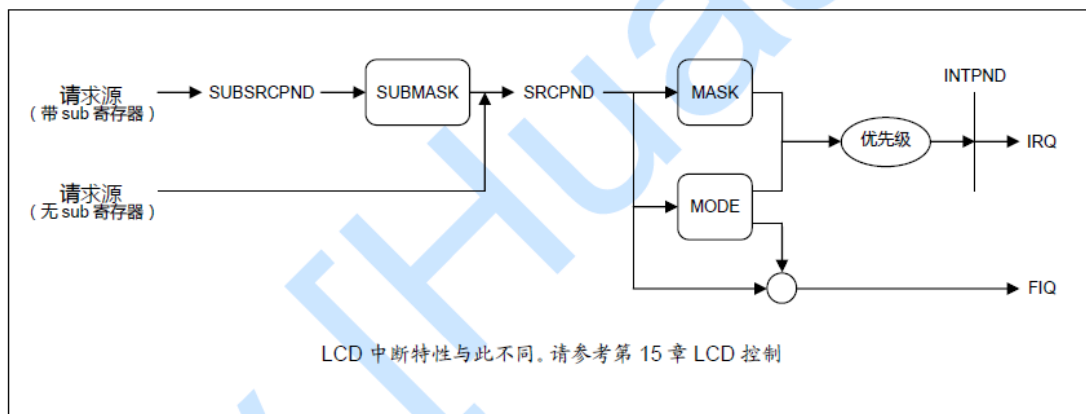 请求源
（带 sub 寄存器）
SUBSRCPND
SUBMASK
SRCPND
MASK
INTPND
优先级
IRQ
请求源
（无 sub 寄存器）
MODE
FIQ
LCD 中断特性与此不同。请参考第 15 章 LCD 控制